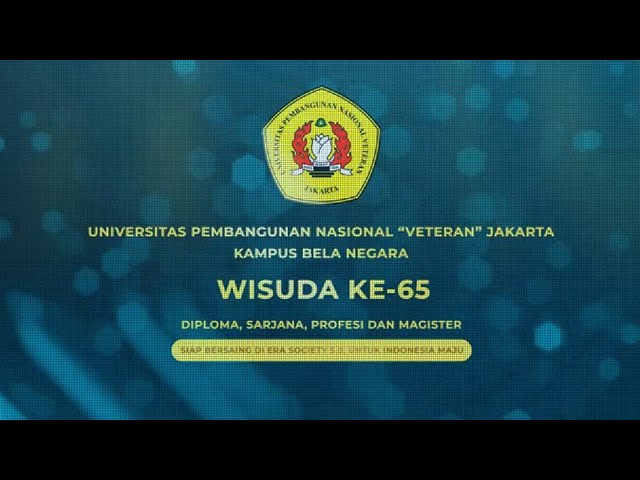 UNIVERSITAS PEMBANGUNAN NASIONAL VETERAN
JAKARTA
UNIVERSITAS PEMBANGUNAN NASIONAL “VETERAN” JAKARTA
KAMPUS BELA NEGARA
WISUDA KE-65
DIPLOMA, SARJANA, PROFESI DAN MAGISTER
SIAP BERSAING DI ERA SOCIETY 5.0, UNTUK INDONESIA MAJU